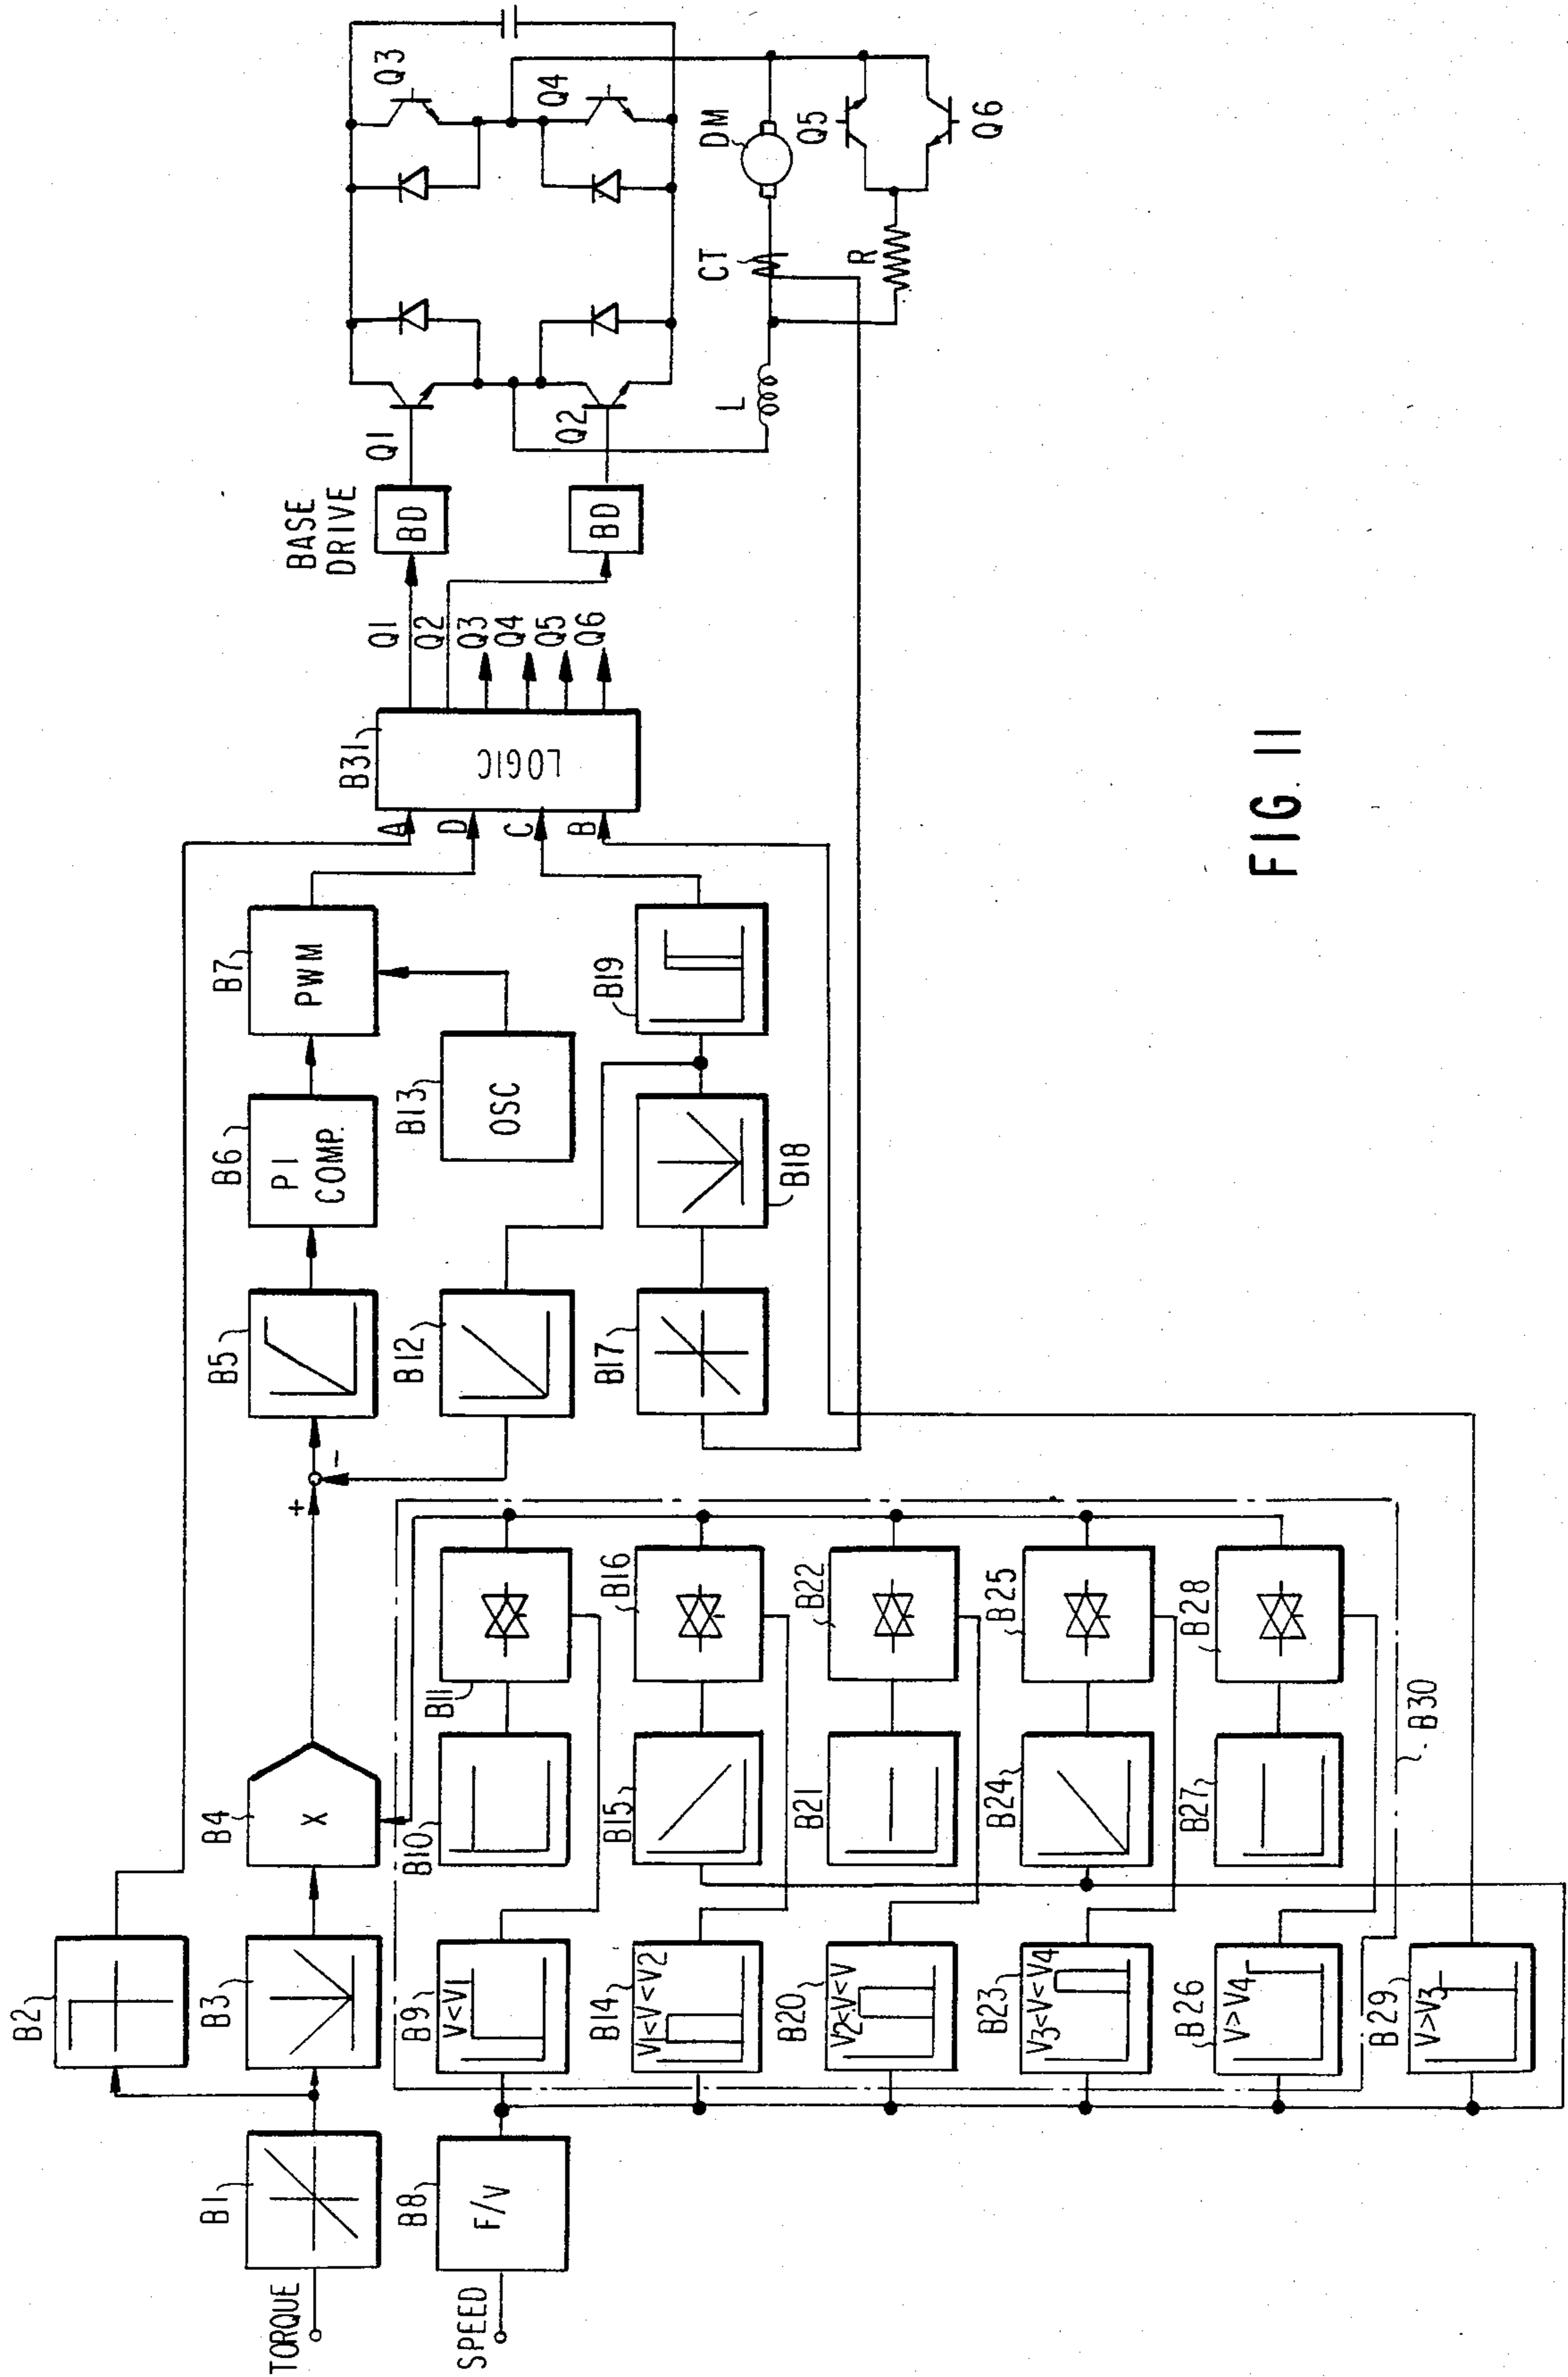 TORQUE
SPEED
B1
B2
B3
B4
X
+
-
B5
B6
PI
COMP.
B7
PWM
B8
F/V
B9
V<V1
B10
B11
B12
B13
OSC
B14
V1<V<V2
B15
B16
B17
B18
B19
B20
V2<V<V
B21
B22
B23
V3<V<V4
B24
B25
B26
V>V4
B27
B28
B29
V>V3
B30
B31
LOGIC
A
D
C
B
Q1
Q2
Q3
Q4
Q5
Q6
BASE
DRIVE
BD
BD
Q1
Q2
Q3
Q4
L
CT
DM
R
Q5
Q6
FIG. 11